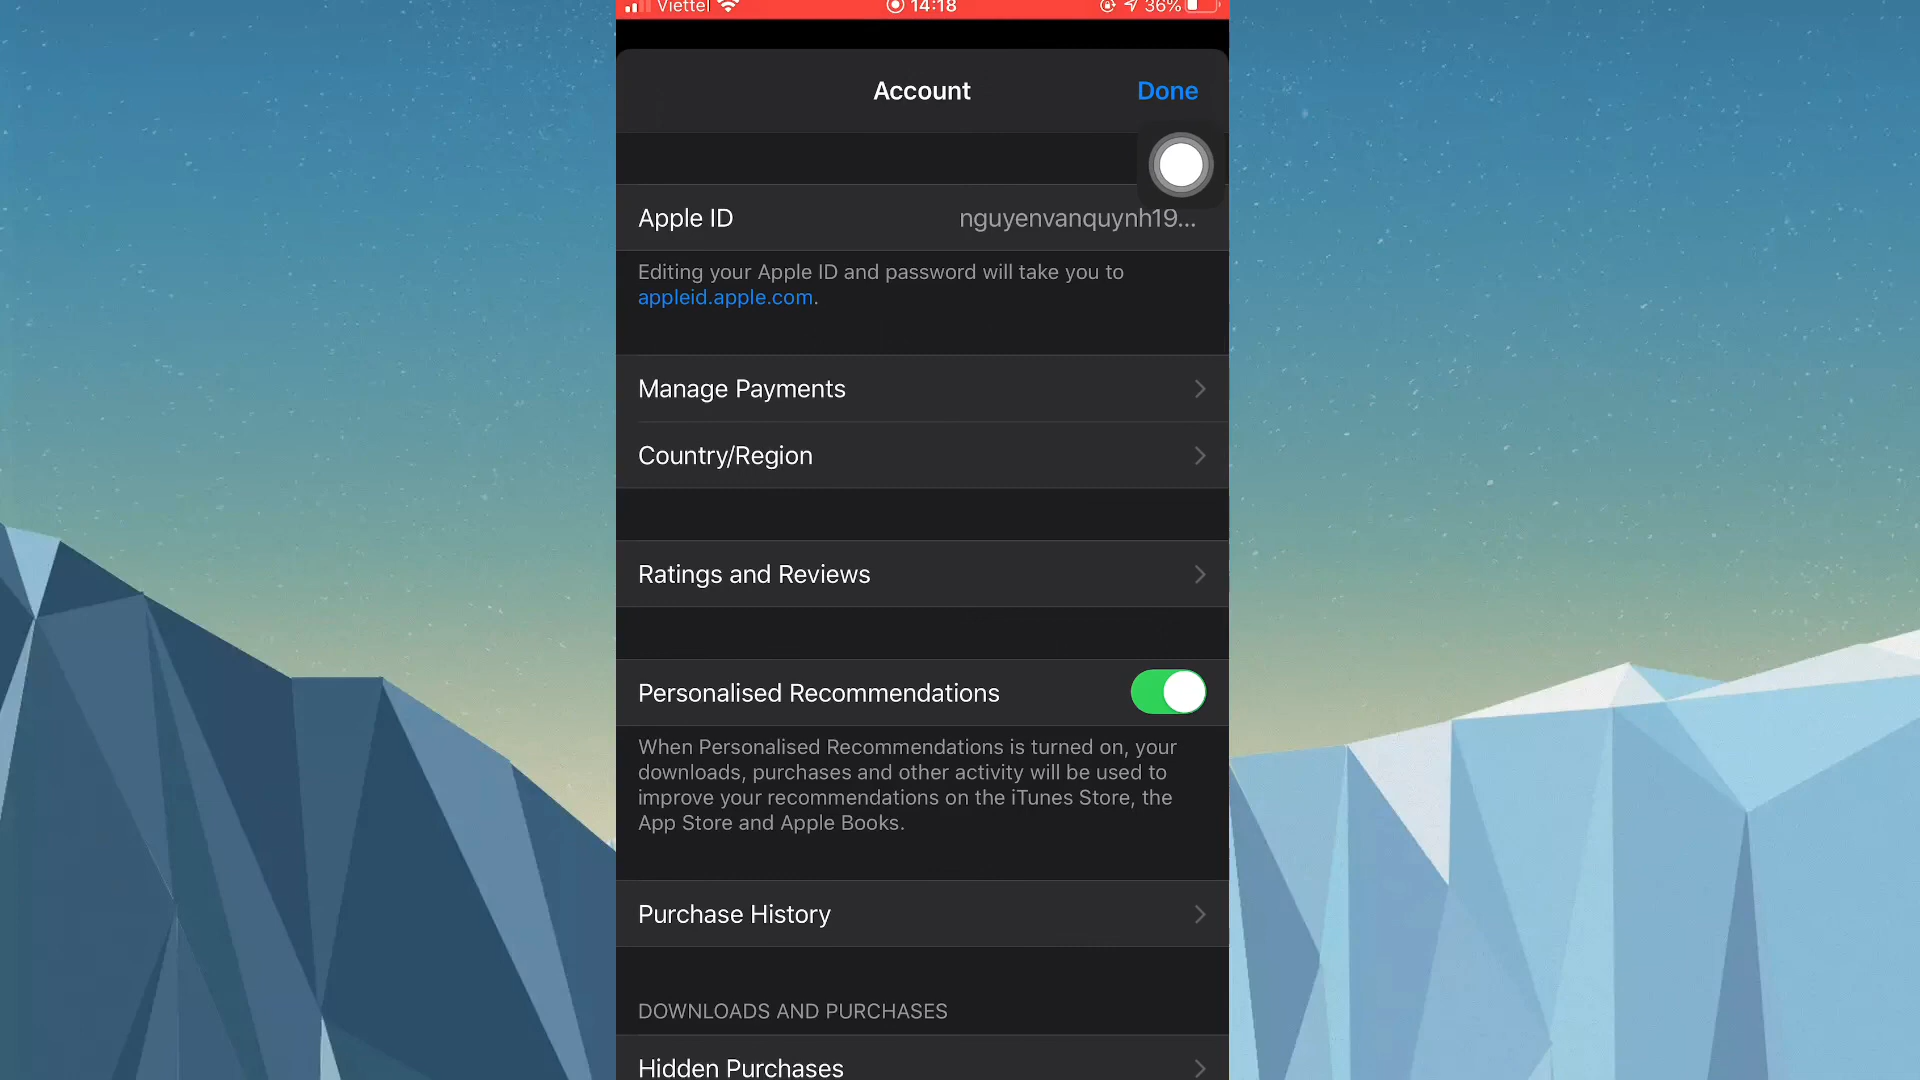 Viettel 14:18 36%
Account Done
Apple ID nguyenvanquynh19...
Editing your Apple ID and password will take you to
appleid.apple.com.
Manage Payments
Country/Region
Ratings and Reviews
Personalised Recommendations
When Personalised Recommendations is turned on, your
downloads, purchases and other activity will be used to
improve your recommendations on the iTunes Store, the
App Store and Apple Books.
Purchase History
DOWNLOADS AND PURCHASES
Hidden Purchases